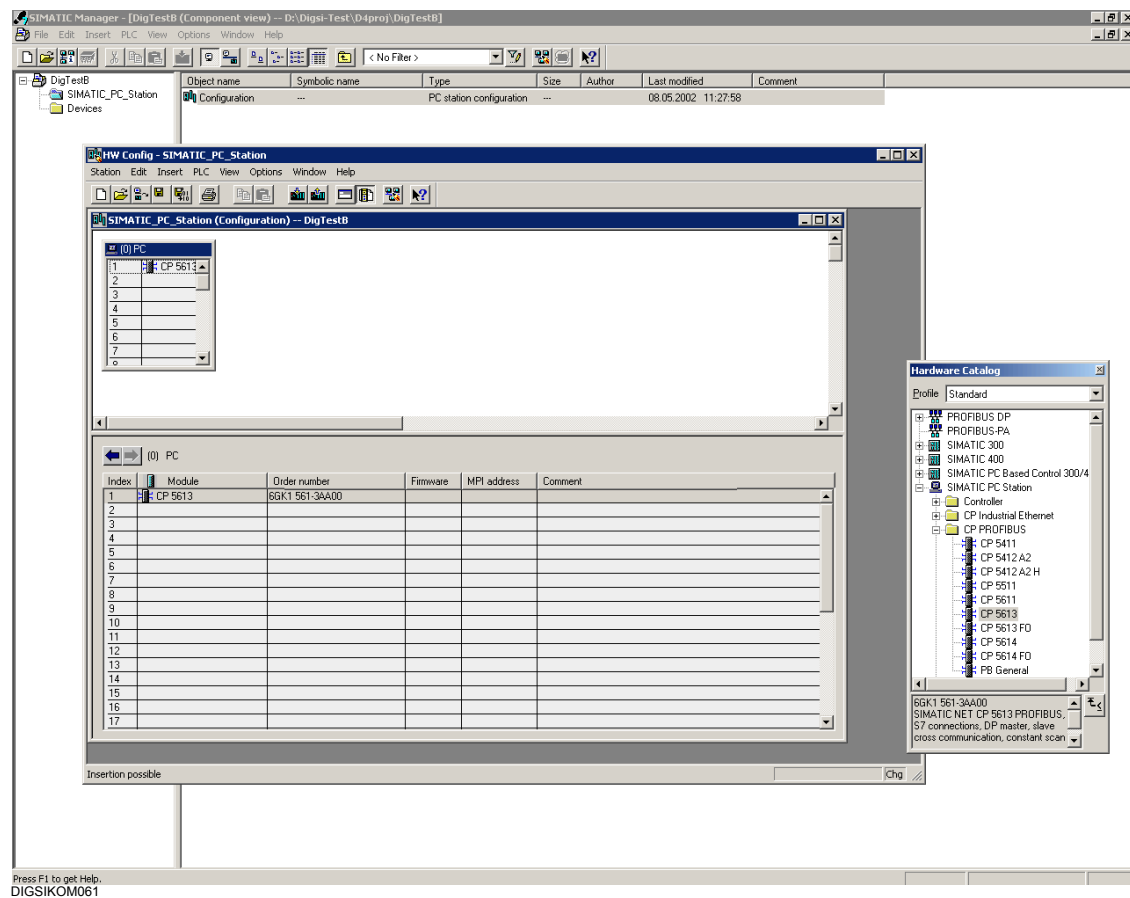 SIMATIC Manager - [DigTestB (Component view) -- D:\Digsi-Test\D4proj\DigTestB]
File Edit Insert PLC View Options Window Help
< No Filter >
DigTestB
SIMATIC_PC_Station
Devices
Object name Symbolic name Type Size Author Last modified Comment
Configuration --- PC station configuration --- 08.05.2002 11:27:58
HW Config - SIMATIC_PC_Station
Station Edit Insert PLC View Options Window Help
SIMATIC_PC_Station (Configuration) -- DigTestB
(0) PC
1 CP 5613
2
3
4
5
6
7
(0) PC
Index Module Order number Firmware MPI address Comment
1 CP 5613 6GK1 561-3AA00
2
3
4
5
6
7
8
9
10
11
12
13
14
15
16
17
Insertion possible
Chg
Hardware Catalog
Profile Standard
PROFIBUS DP
PROFIBUS-PA
SIMATIC 300
SIMATIC 400
SIMATIC PC Based Control 300/4
SIMATIC PC Station
Controller
CP Industrial Ethernet
CP PROFIBUS
CP 5411
CP 5412 A2
CP 5412 A2 H
CP 5511
CP 5611
CP 5613
CP 5613 FO
CP 5614
CP 5614 FO
PB General
6GK1 561-3AA00
SIMATIC NET CP 5613 PROFIBUS,
S7 connections, DP master, slave
cross communication, constant scan
Press F1 to get Help.
DIGSIKOM061